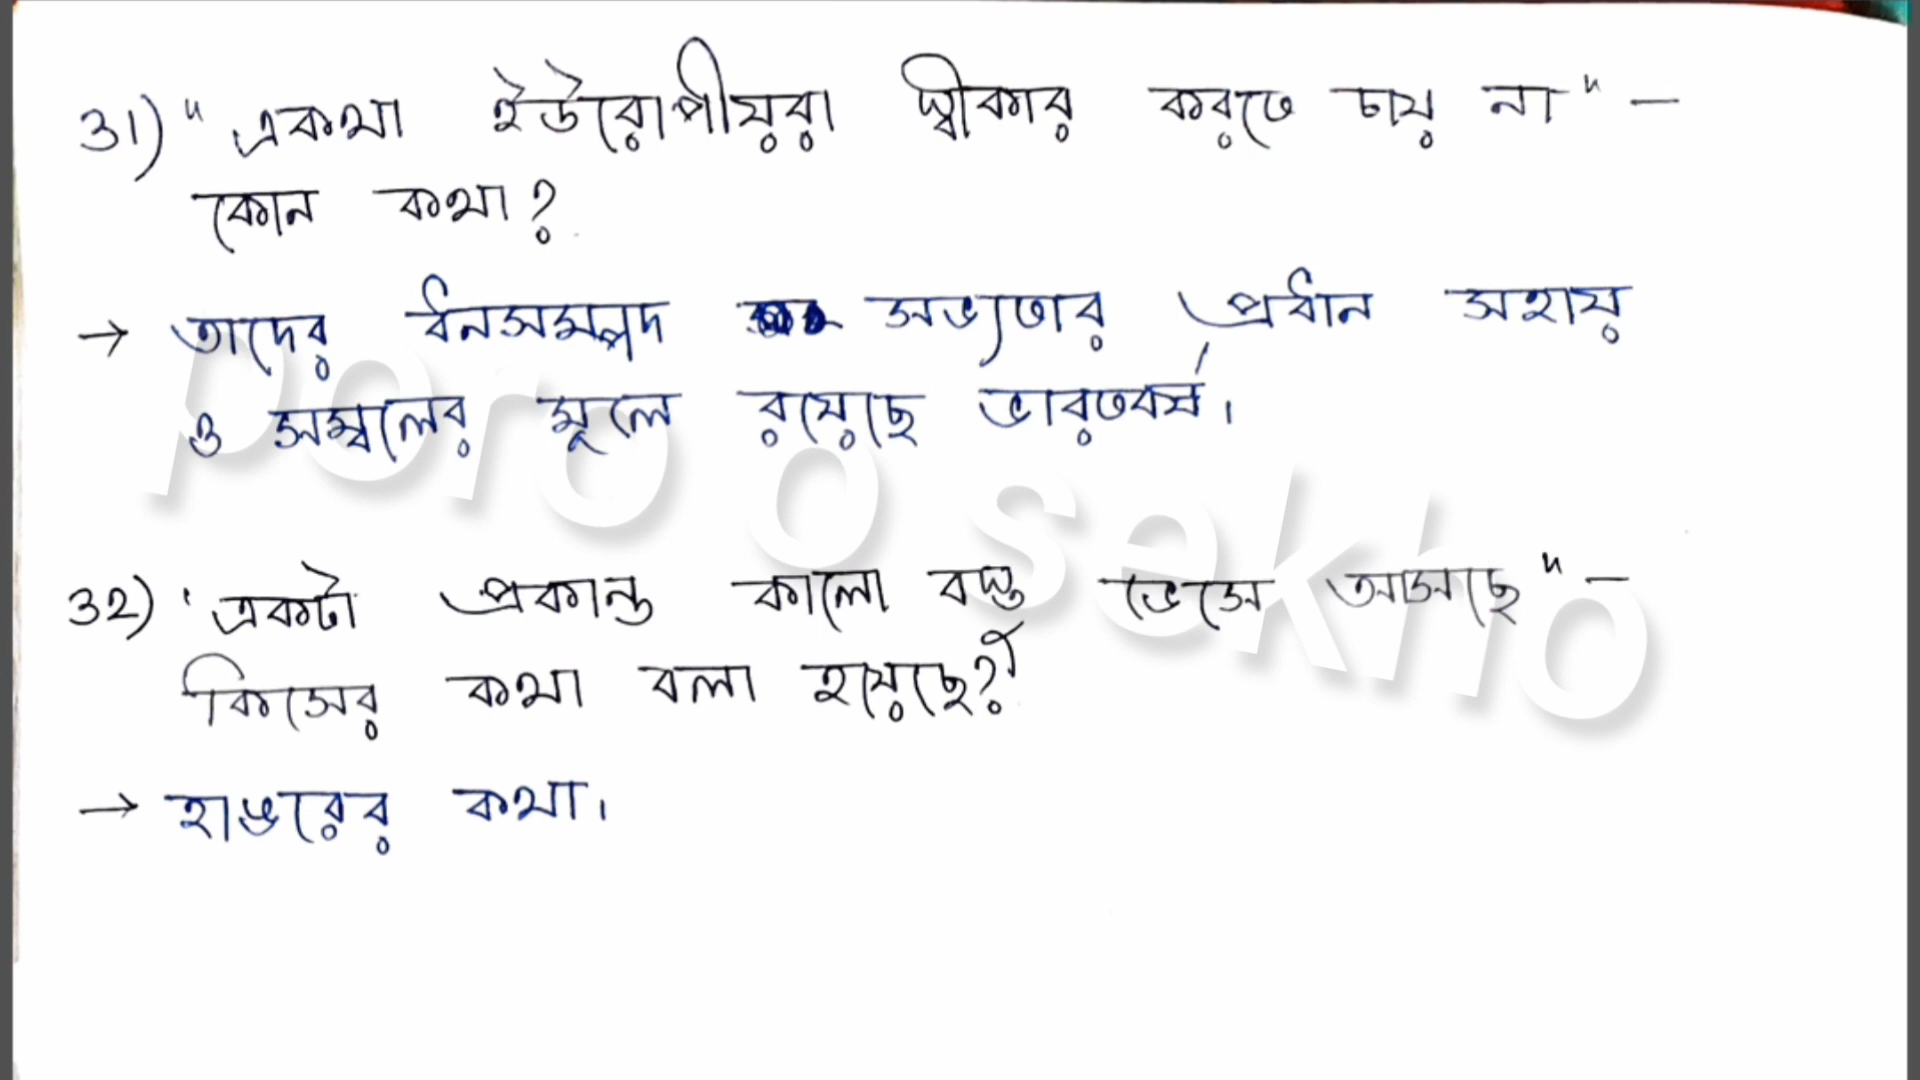 31) "একথা ইউরোপীয়রা স্বীকার করতে চায় না" —
কোন কথা?
→ তাদের ধনসম্পদ সভ্যতার প্রধান সহায়
ও সম্বলের মূলে রয়েছে ভারতবর্ষ।
32) 'একটা প্রকান্ড কালো বস্তু ভেসে আসছে" —
কিসের কথা বলা হয়েছে?
→ হাঙরের কথা।
poro o sekho